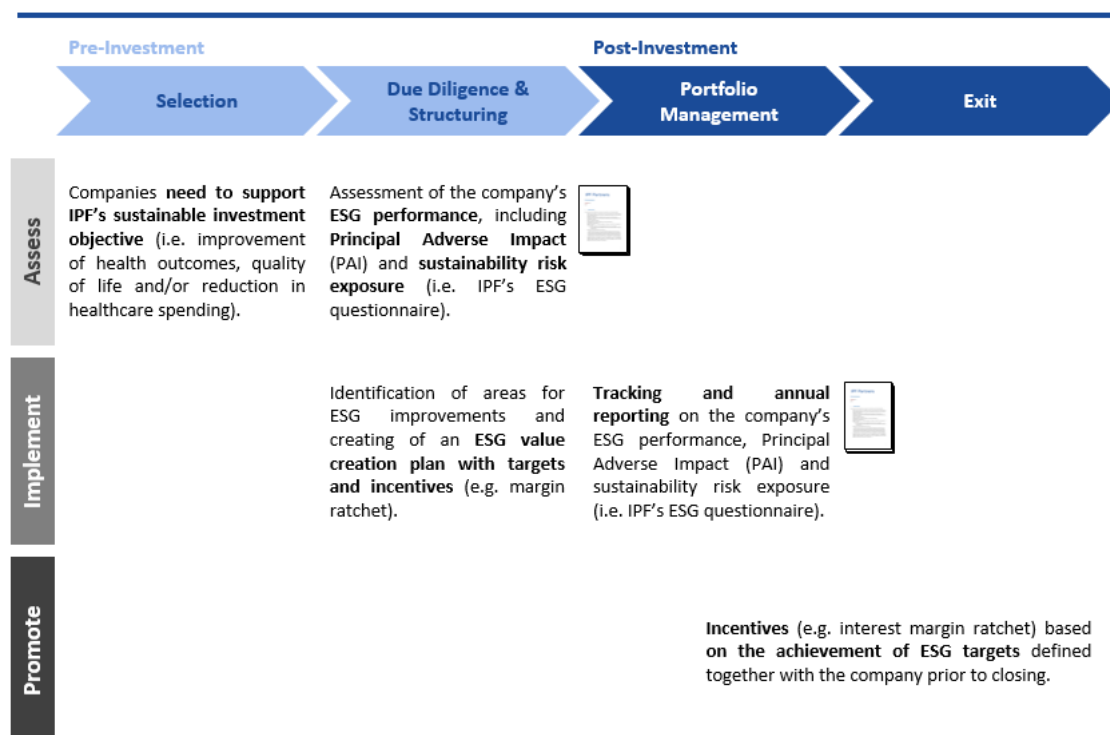 Pre-Investment
Post-Investment
Selection
Due Diligence &
Structuring
Portfolio
Management
Exit
Assess
Companies need to support
IPF's sustainable investment
objective (i.e. improvement
of health outcomes, quality
of life and/or reduction in
healthcare spending).
Assessment of the company's
ESG performance, including
Principal Adverse Impact
(PAI) and sustainability risk
exposure (i.e. IPF's ESG
questionnaire).
Implement
Identification of areas for
ESG improvements and
creating of an ESG value
creation plan with targets
and incentives (e.g. margin
ratchet).
Tracking and annual
reporting on the company's
ESG performance, Principal
Adverse Impact (PAI) and
sustainability risk exposure
(i.e. IPF's ESG questionnaire).
Promote
Incentives (e.g. interest margin ratchet) based
on the achievement of ESG targets defined
together with the company prior to closing.